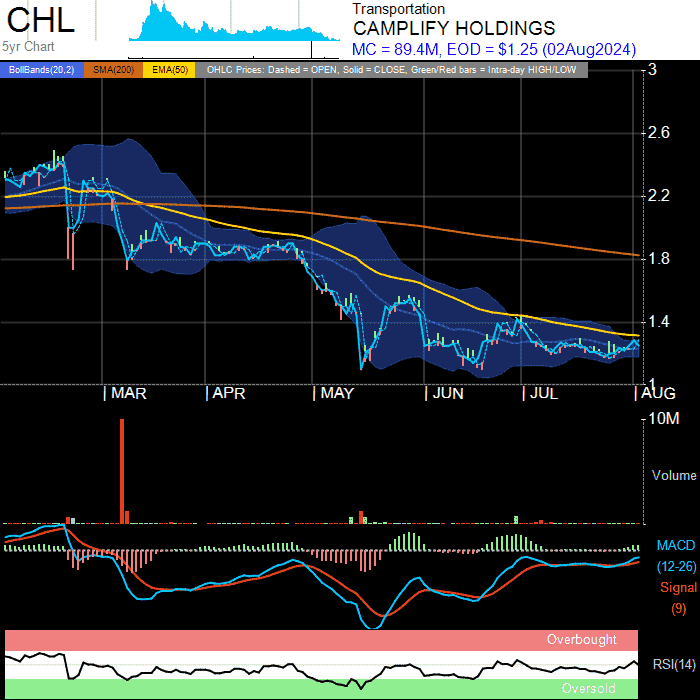 CHL
5yr Chart
Transportation
CAMPLIFY HOLDINGS
MC = 89.4M, EOD = $1.25 (02Aug2024)
BollBands(20,2) SMA(200) EMA(50) OHLC Prices: Dashed = OPEN, Solid = CLOSE, Green/Red bars = Intra-day HIGH/LOW
3
2.6
2.2
1.8
1.4
1
MAR APR MAY JUN JUL AUG
10M
Volume
MACD
(12-26)
Signal
(9)
Overbought
RSI(14)
Oversold